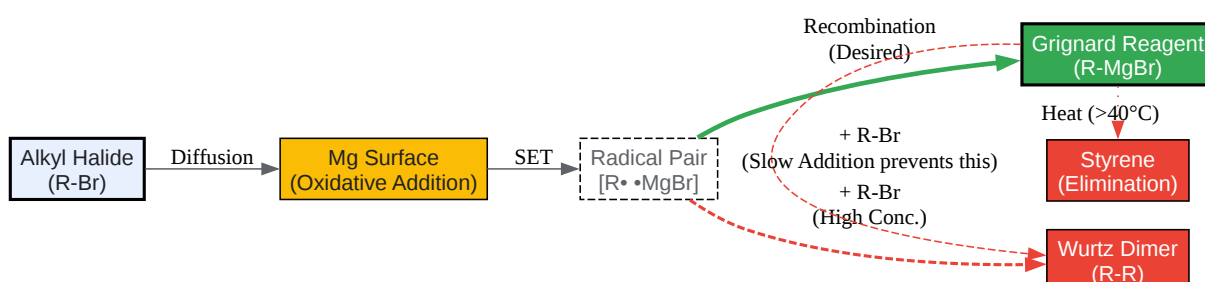 Alkyl Halide
(R-Br)
Diffusion
Mg Surface
(Oxidative Addition)
SET
Radical Pair
[R• •MgBr]
Recombination
(Desired)
Grignard Reagent
(R-MgBr)
Heat (>40°C)
+ R-Br
(Slow Addition prevents this)
+ R-Br
(High Conc.)
Styrene
(Elimination)
Wurtz Dimer
(R-R)